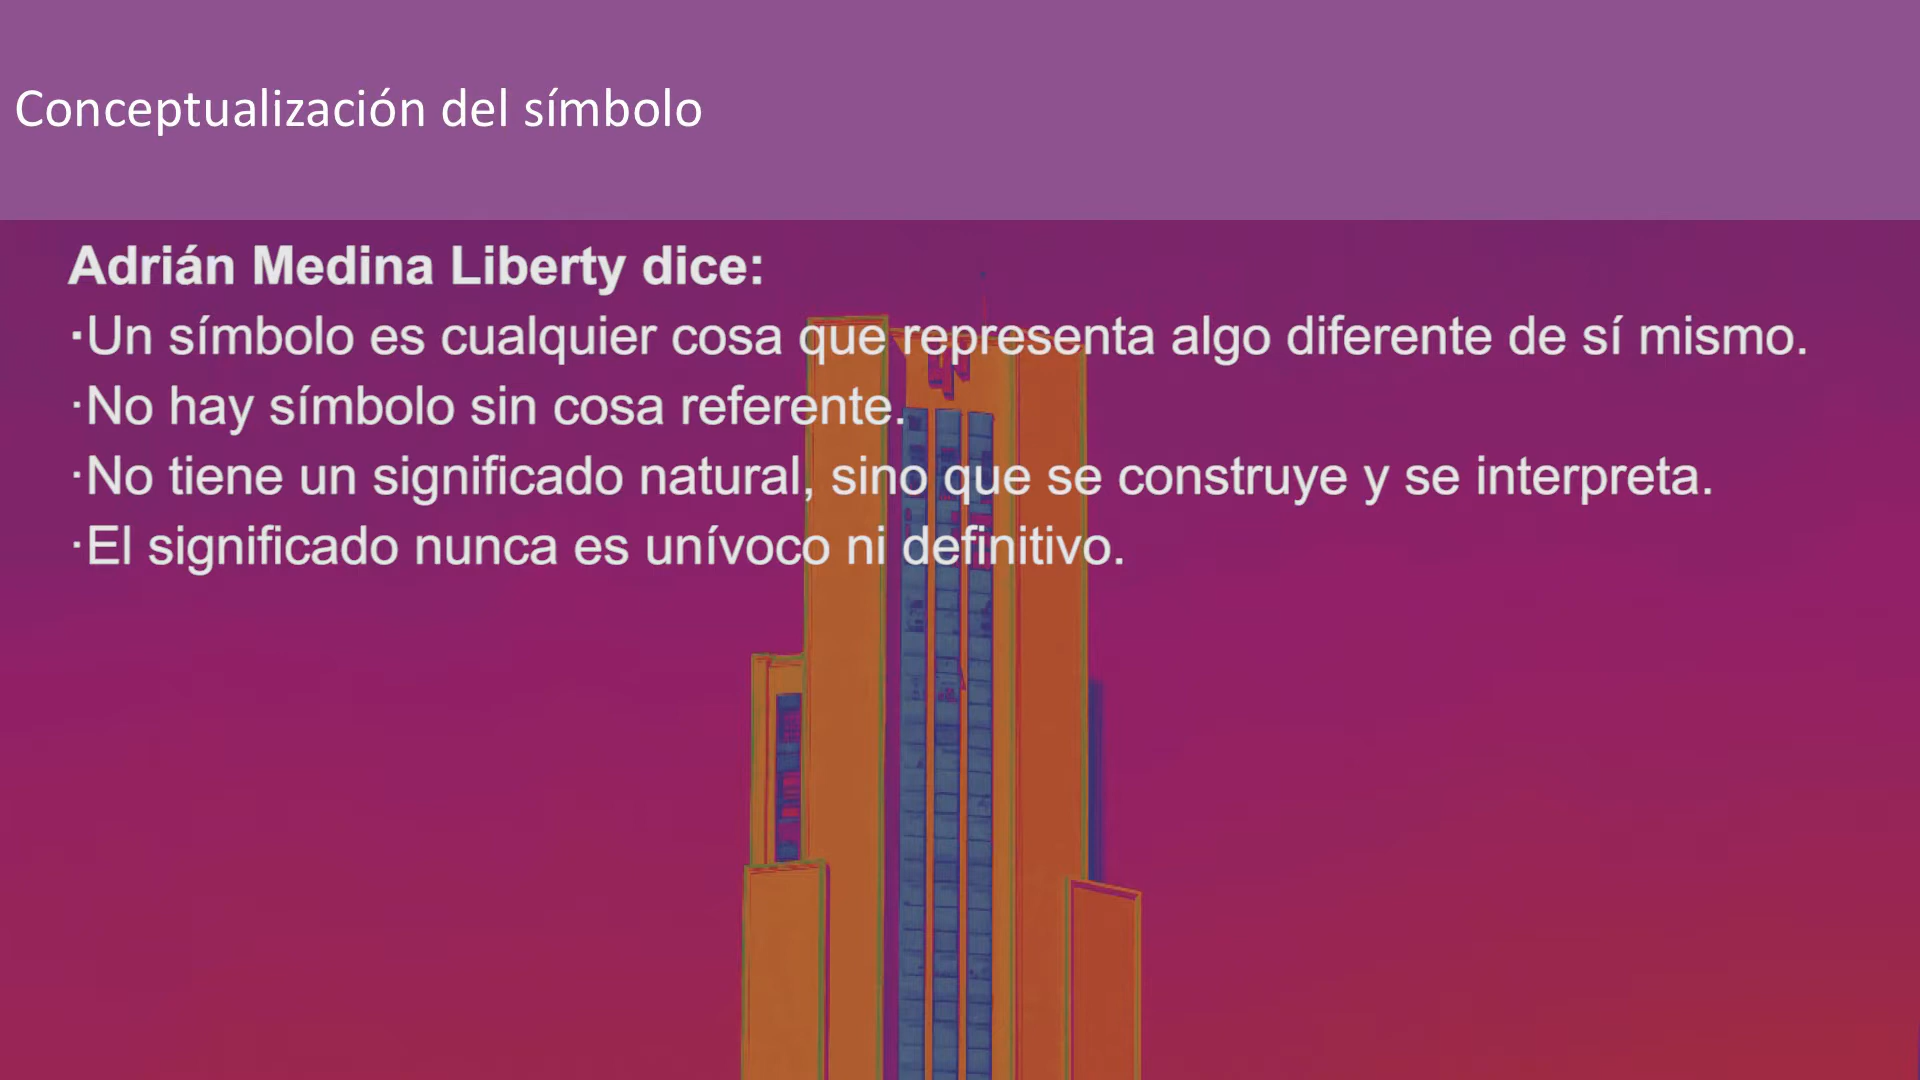 Conceptualización del símbolo
Adrián Medina Liberty dice:
·Un símbolo es cualquier cosa que representa algo diferente de sí mismo.
·No hay símbolo sin cosa referente.
·No tiene un significado natural, sino que se construye y se interpreta.
·El significado nunca es unívoco ni definitivo.